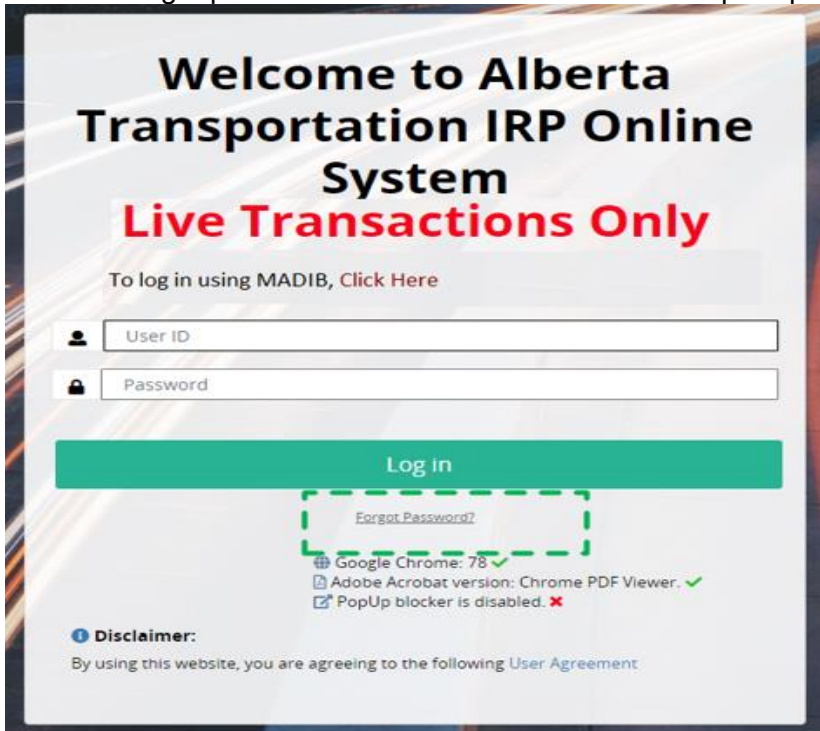 Welcome to Alberta
Transportation IRP Online
System
Live Transactions Only
To log in using MADIB, Click Here
User ID
Password
Log in
Forgot Password?
Google Chrome: 78
Adobe Acrobat version: Chrome PDF Viewer.
PopUp blocker is disabled.
Disclaimer:
By using this website, you are agreeing to the following User Agreement